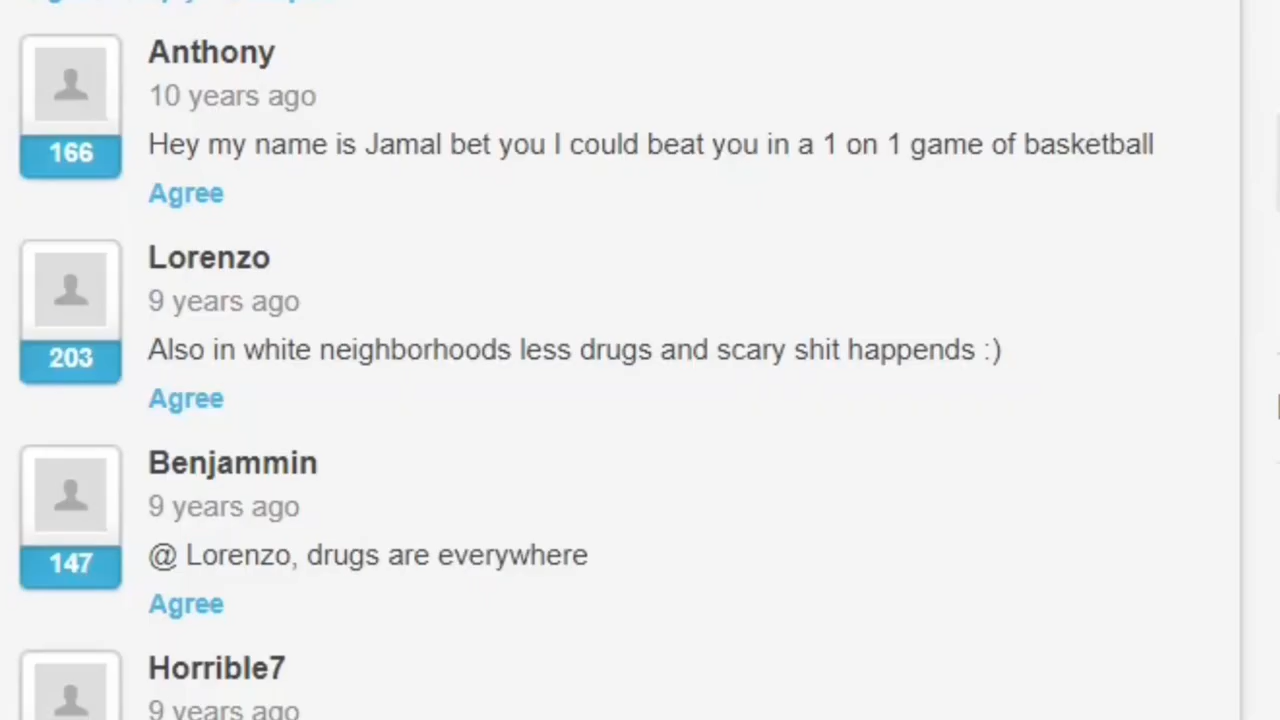 Anthony
10 years ago
166
Hey my name is Jamal bet you I could beat you in a 1 on 1 game of basketball
Agree
Lorenzo
9 years ago
203
Also in white neighborhoods less drugs and scary shit happends :)
Agree
Benjammin
9 years ago
147
@ Lorenzo, drugs are everywhere
Agree
Horrible7
9 years ago